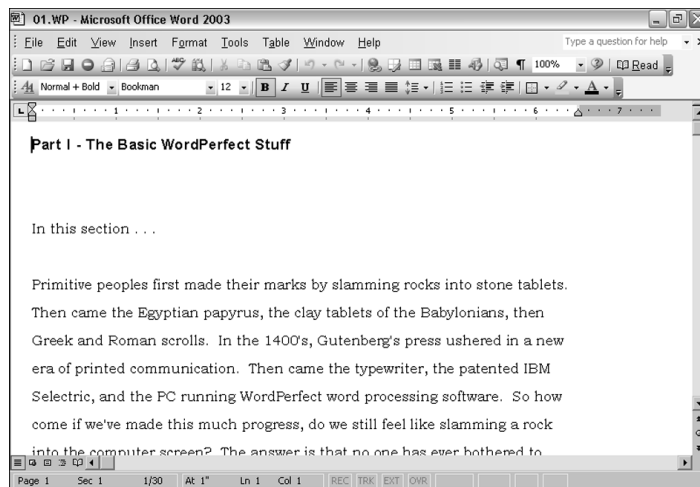 01.WP - Microsoft Office Word 2003
File Edit View Insert Format Tools Table Window Help Type a question for help
¶ 100% Read
Normal + Bold Bookman 12 B I U A
1 2 3 4 5 6 7
Part I - The Basic WordPerfect Stuff
In this section . . .
Primitive peoples first made their marks by slamming rocks into stone tablets.
Then came the Egyptian papyrus, the clay tablets of the Babylonians, then
Greek and Roman scrolls. In the 1400's, Gutenberg's press ushered in a new
era of printed communication. Then came the typewriter, the patented IBM
Selectric, and the PC running WordPerfect word processing software. So how
come if we've made this much progress, do we still feel like slamming a rock
into the computer screen? The answer is that no one has ever bothered to
Page 1 Sec 1 1/30 At 1" Ln 1 Col 1 REC TRK EXT OVR